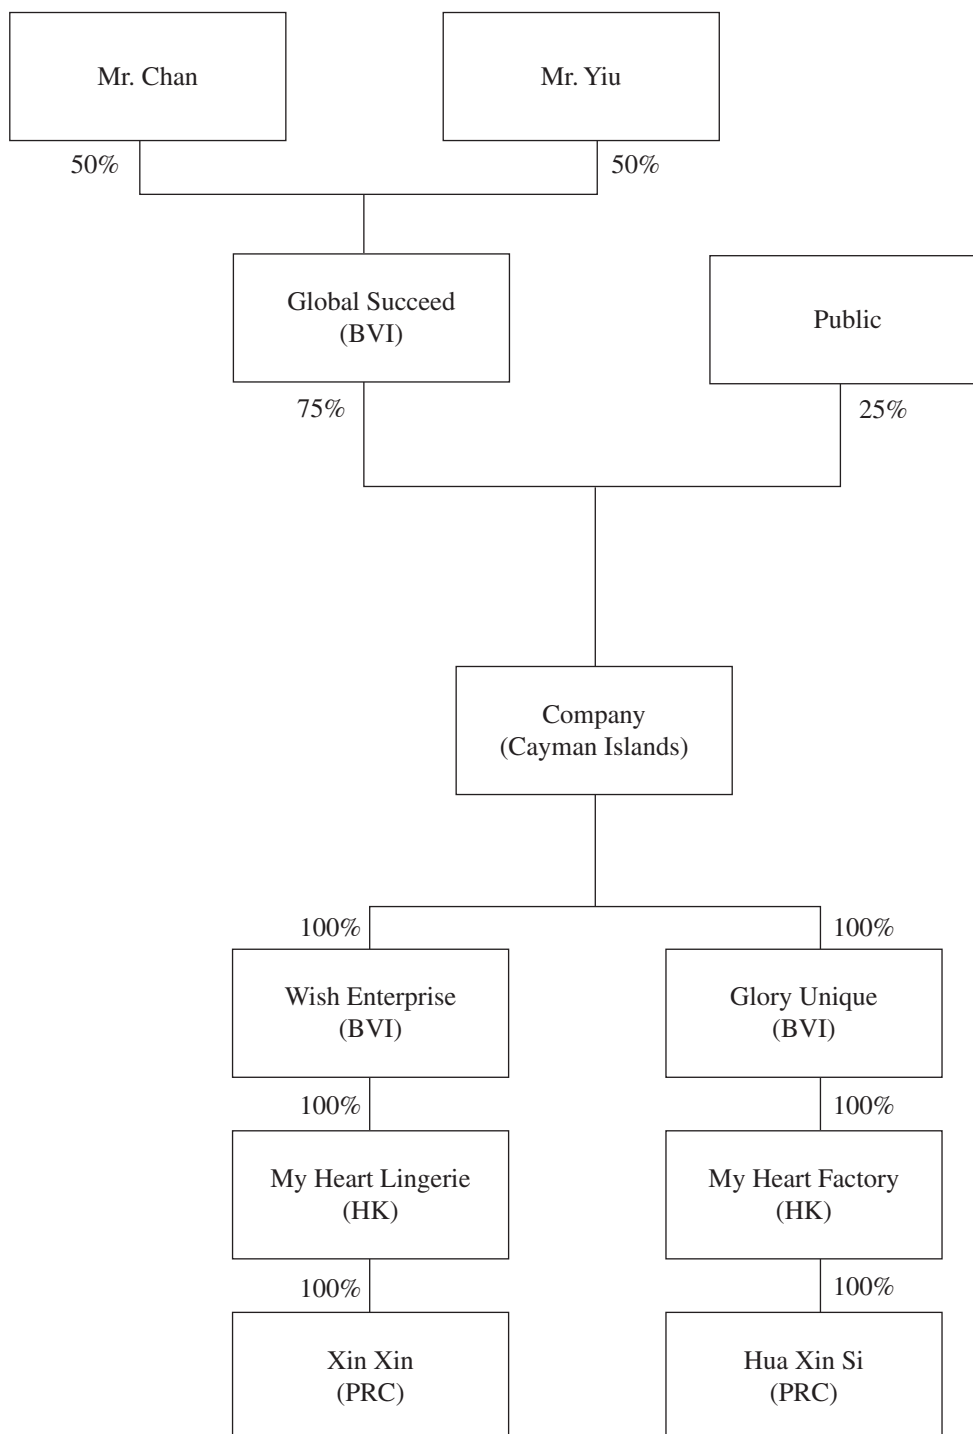 Mr. Chan
Mr. Yiu
50%
50%
Global Succeed
(BVI)
Public
75%
25%
Company
(Cayman Islands)
100%
100%
Wish Enterprise
(BVI)
Glory Unique
(BVI)
100%
100%
My Heart Lingerie
(HK)
My Heart Factory
(HK)
100%
100%
Xin Xin
(PRC)
Hua Xin Si
(PRC)